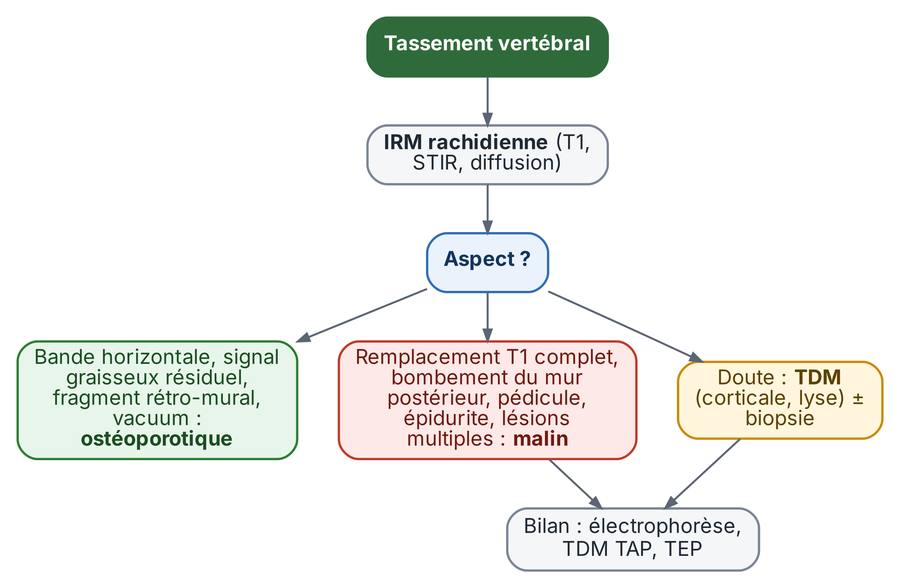 Tassement vertébral
IRM rachidienne (T1,
STIR, diffusion)
Aspect ?
Bande horizontale, signal
graisseux résiduel,
fragment rétro-mural,
vacuum :
ostéoporotique
Remplacement T1 complet,
bombement du mur
postérieur, pédicule,
épidurite, lésions
multiples : malin
Doute : TDM
(corticale, lyse) ±
biopsie
Bilan : électrophorèse,
TDM TAP, TEP